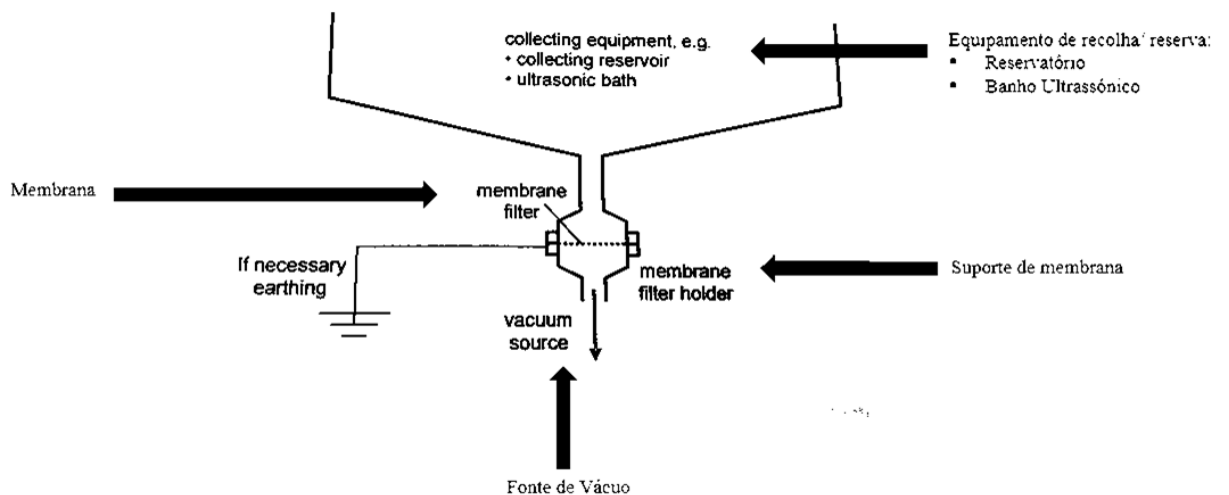 collecting equipment, e.g.
• collecting reservoir
• ultrasonic bath
Equipamento de recolha/ reserva:
▪ Reservatório
▪ Banho Ultrassónico
Membrana
membrane
filter
If necessary
earthing
membrane
filter holder
Suporte de membrana
vacuum
source
Fonte de Vácuo